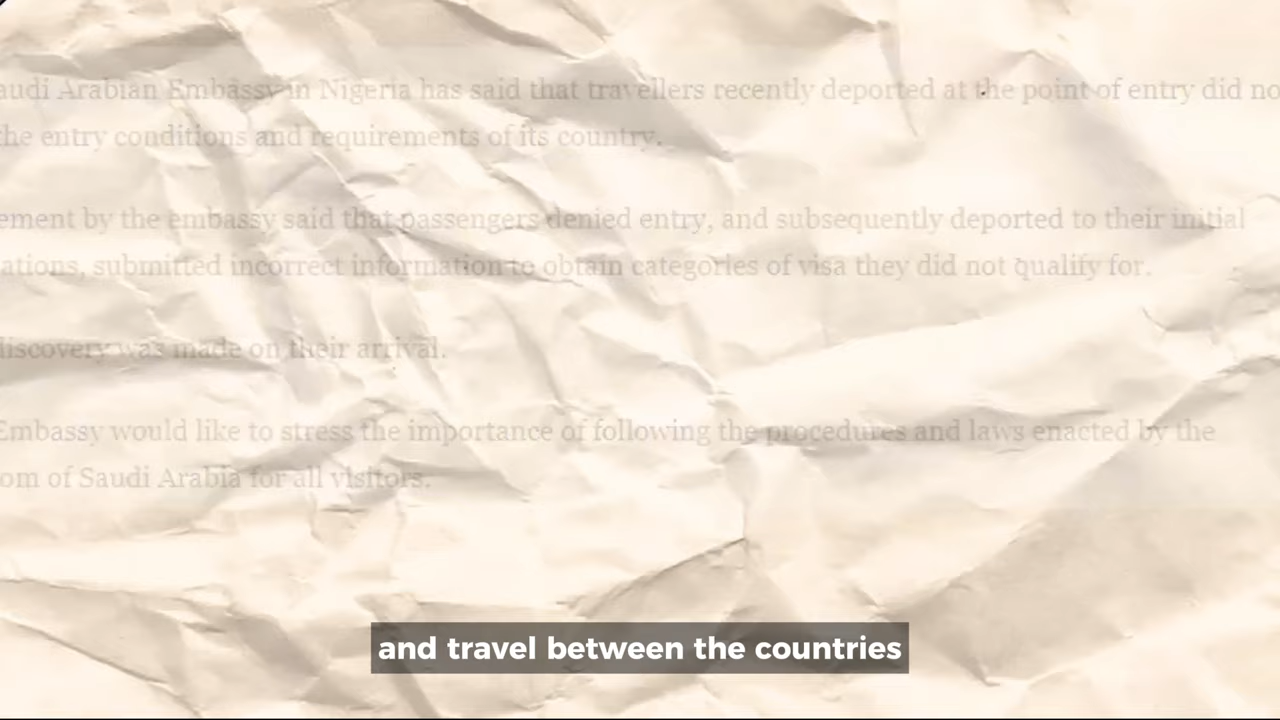 audi Arabian Embassy in Nigeria has said that travellers recently deported at the point of entry did no
the entry conditions and requirements of its country.
ement by the embassy said that passengers denied entry, and subsequently deported to their initial
ations, submitted incorrect information to obtain categories of visa they did not qualify for.
discovery was made on their arrival.
Embassy would like to stress the importance of following the procedures and laws enacted by the
om of Saudi Arabia for all visitors.
and travel between the countries